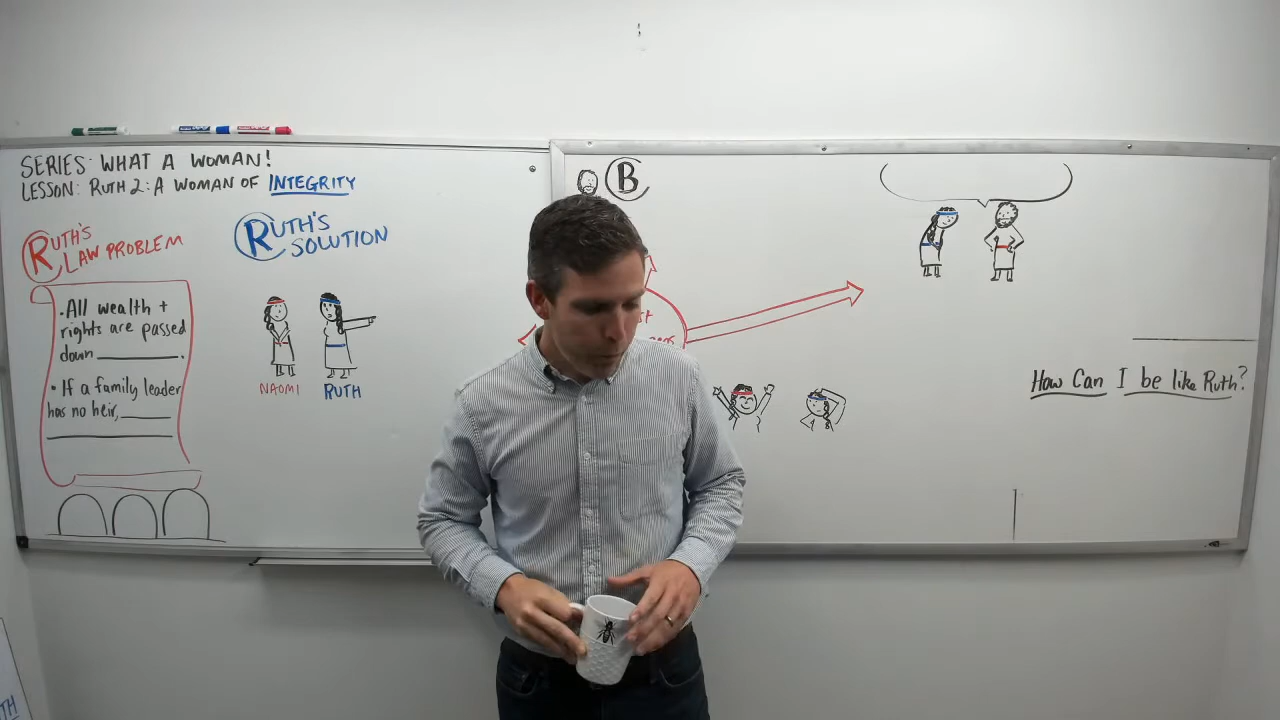 SERIES: WHAT A WOMAN!
LESSON: RUTH 2: A WOMAN OF INTEGRITY
RUTH'S
LAW PROBLEM
• All wealth +
rights are passed
down ________.
• If a family leader
has no heir, ______
RUTH'S
SOLUTION
NAOMI
RUTH
B
How Can I be like Ruth?